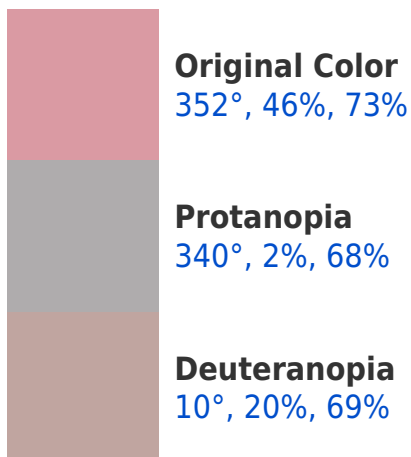 Original Color
352°, 46%, 73%
Protanopia
340°, 2%, 68%
Deuteranopia
10°, 20%, 69%